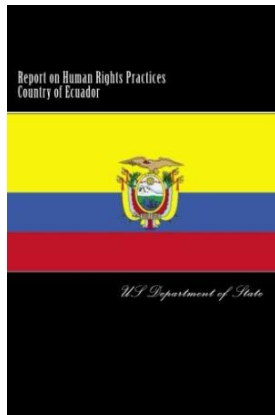 Report on Human Rights Practices
Country of Ecuador
US Department of State